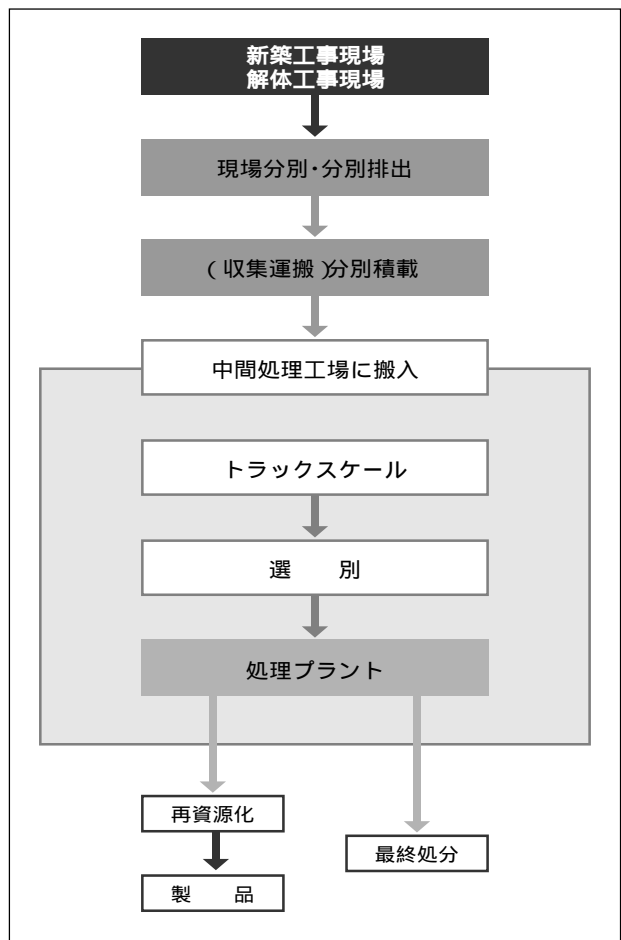 新築工事現場
解体工事現場
現場分別・分別排出
(収集運搬)分別積載
中間処理工場に搬入
トラックスケール
選　別
処理プラント
再資源化
最終処分
製　品